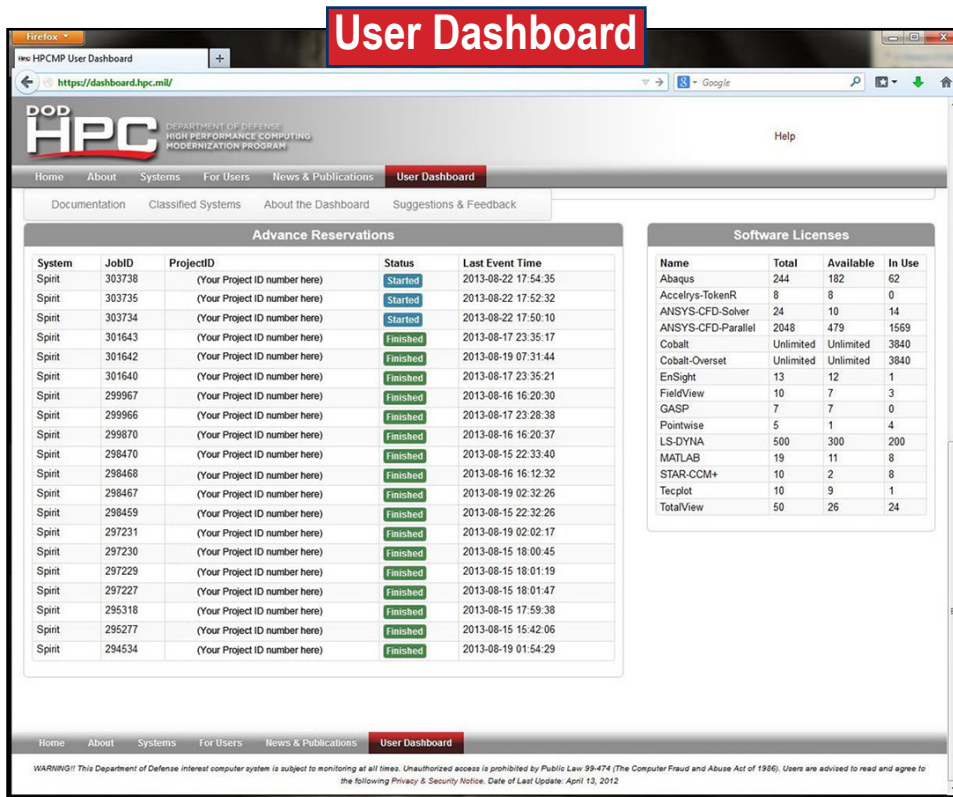 User Dashboard
Firefox
HPCMP User Dashboard
https://dashboard.hpc.mil/
Google
DOD
HPC
DEPARTMENT OF DEFENSE
HIGH PERFORMANCE COMPUTING
MODERNIZATION PROGRAM
Help
Home About Systems For Users News & Publications User Dashboard
Documentation Classified Systems About the Dashboard Suggestions & Feedback
Advance Reservations
System JobID ProjectID Status Last Event Time
Spirit 303738 (Your Project ID number here) Started 2013-08-22 17:54:35
Spirit 303735 (Your Project ID number here) Started 2013-08-22 17:52:32
Spirit 303734 (Your Project ID number here) Started 2013-08-22 17:50:10
Spirit 301643 (Your Project ID number here) Finished 2013-08-17 23:35:17
Spirit 301642 (Your Project ID number here) Finished 2013-08-19 07:31:44
Spirit 301640 (Your Project ID number here) Finished 2013-08-17 23:35:21
Spirit 299967 (Your Project ID number here) Finished 2013-08-16 16:20:30
Spirit 299966 (Your Project ID number here) Finished 2013-08-17 23:28:38
Spirit 299870 (Your Project ID number here) Finished 2013-08-16 16:20:37
Spirit 298470 (Your Project ID number here) Finished 2013-08-15 22:33:40
Spirit 298468 (Your Project ID number here) Finished 2013-08-16 16:12:32
Spirit 298467 (Your Project ID number here) Finished 2013-08-19 02:32:26
Spirit 298459 (Your Project ID number here) Finished 2013-08-15 22:32:26
Spirit 297231 (Your Project ID number here) Finished 2013-08-19 02:02:17
Spirit 297230 (Your Project ID number here) Finished 2013-08-15 18:00:45
Spirit 297229 (Your Project ID number here) Finished 2013-08-15 18:01:19
Spirit 297227 (Your Project ID number here) Finished 2013-08-15 18:01:47
Spirit 295318 (Your Project ID number here) Finished 2013-08-15 17:59:38
Spirit 295277 (Your Project ID number here) Finished 2013-08-15 15:42:06
Spirit 294534 (Your Project ID number here) Finished 2013-08-19 01:54:29
Software Licenses
Name Total Available In Use
Abaqus 244 182 62
Accelrys-TokenR 8 8 0
ANSYS-CFD-Solver 24 10 14
ANSYS-CFD-Parallel 2048 479 1569
Cobalt Unlimited Unlimited 3840
Cobalt-Overset Unlimited Unlimited 3840
EnSight 13 12 1
FieldView 10 7 3
GASP 7 7 0
Pointwise 5 1 4
LS-DYNA 500 300 200
MATLAB 19 11 8
STAR-CCM+ 10 2 8
Tecplot 10 9 1
TotalView 50 26 24
Home About Systems For Users News & Publications User Dashboard
WARNING!! This Department of Defense interest computer system is subject to monitoring at all times. Unauthorized access is prohibited by Public Law 99-474 (The Computer Fraud and Abuse Act of 1986). Users are advised to read and agree to
the following Privacy & Security Notice. Date of Last Update: April 13, 2012